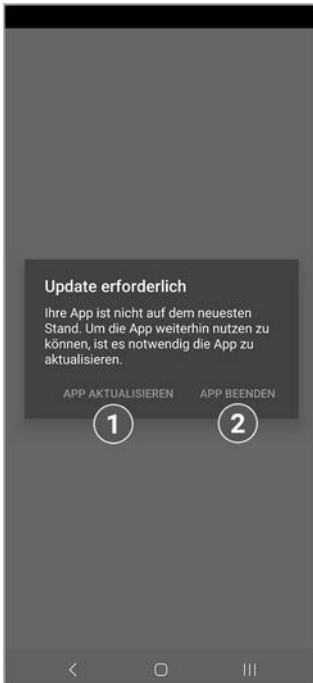 Update erforderlich
Ihre App ist nicht auf dem neuesten
Stand. Um die App weiterhin nutzen zu
können, ist es notwendig die App zu
aktualisieren.
APP AKTUALISIEREN APP BEENDEN
1 2